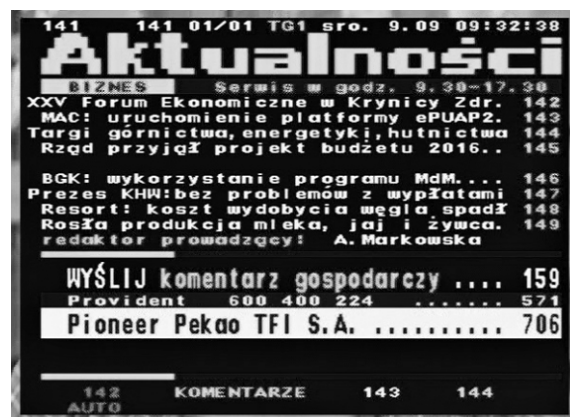 141 141 01/01 TG1 sro. 9.09 09:32:38
Aktualności
BIZNES Serwis w godz. 9.30-17.30
XXV Forum Ekonomiczne w Krynicy Zdr. 142
MAC: uruchomienie platformy ePUAP2. 143
Targi górnictwa,energetyki,hutnictwa 144
Rząd przyjął projekt budżetu 2016.. 145
BGK: wykorzystanie programu MdM.... 146
Prezes KHW:bez problemów z wypłatami 147
Resort: koszt wydobycia węgla spadł 148
Rosła produkcja mleka, jaj i żywca. 149
redaktor prowadzący: A.Markowska
WYŚLIJ komentarz gospodarczy .... 159
Provident 600 400 224 ....... 571
Pioneer Pekao TFI S.A. .......... 706
142 KOMENTARZE 143 144
AUTO